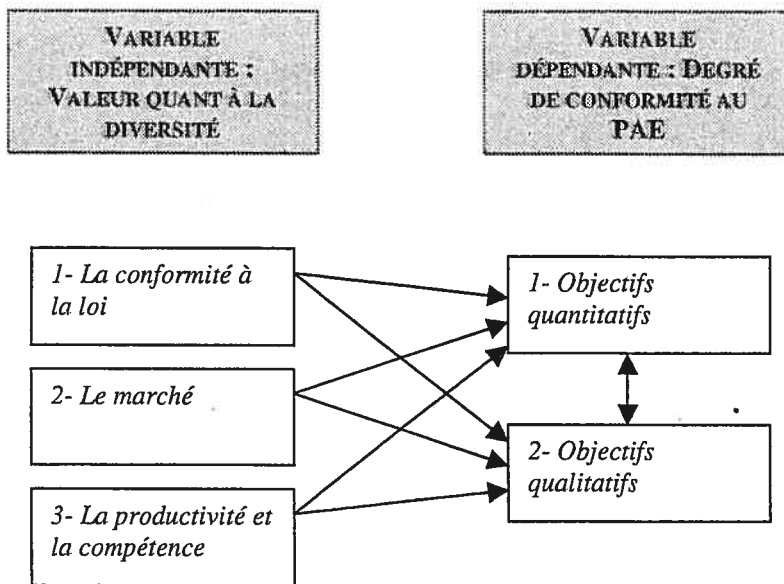 VARIABLE
INDÉPENDANTE :
VALEUR QUANT À LA
DIVERSITÉ
VARIABLE
DÉPENDANTE : DEGRÉ
DE CONFORMITÉ AU
PAE
1- La conformité à
la loi
2- Le marché
3- La productivité et
la compétence
1- Objectifs
quantitatifs
2- Objectifs
qualitatifs